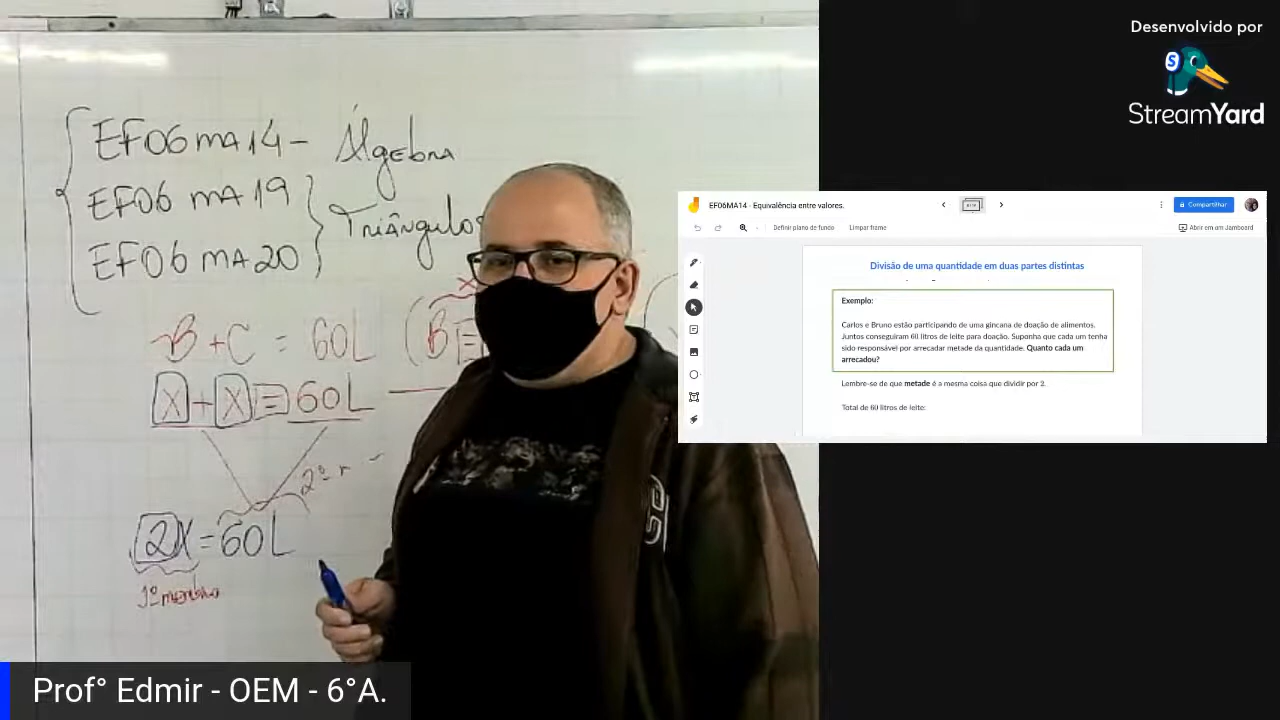 EF06MA14 - Álgebra
EF06MA19
EF06MA20
Triângulos
B + C = 60L (B =
X + X = 60L
2º
2X = 60L
1º membro
Prof° Edmir - OEM - 6°A.
Desenvolvido por
StreamYard
EF06MA14 - Equivalência entre valores.
Compartilhar
Definir plano de fundo Limpar frame
Abrir em um Jamboard
Divisão de uma quantidade em duas partes distintas
Exemplo:
Carlos e Bruno estão participando de uma gincana de doação de alimentos.
Juntos conseguiram 60 litros de leite para doação. Suponha que cada um tenha
sido responsável por arrecadar metade da quantidade. Quanto cada um
arrecadou?
Lembre-se de que metade é a mesma coisa que dividir por 2.
Total de 60 litros de leite: